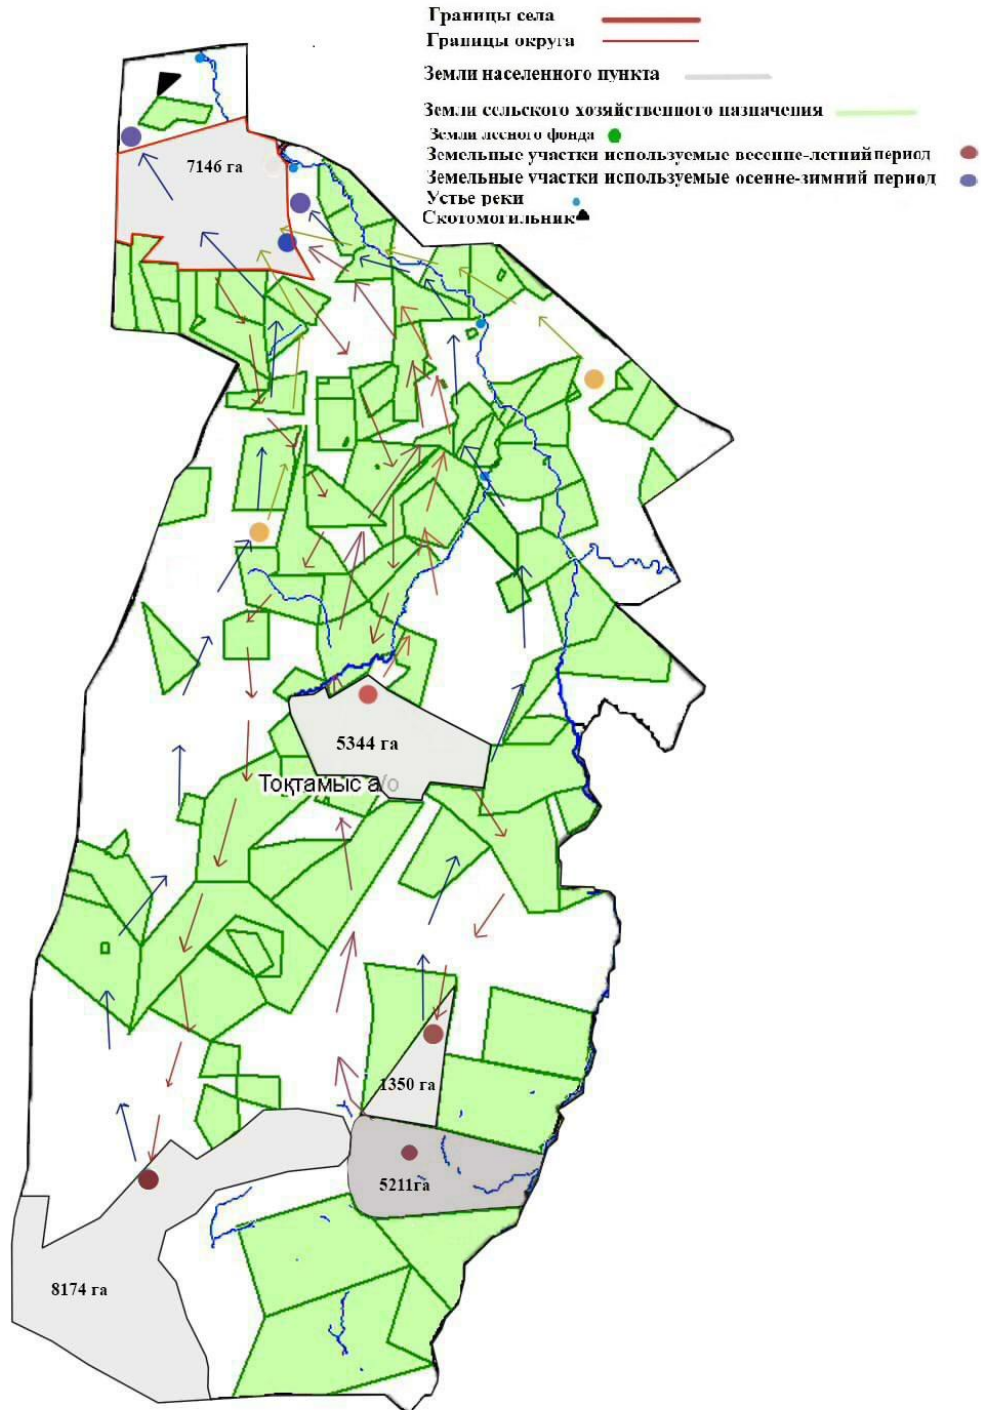 Границы села
Границы округа
Земли населенного пункта
Земли сельского хозяйственного назначения
Земли лесного фонда
Земельные участки используемые весенне-летний период
Земельные участки используемые осенне-зимний период
Устье реки
Скотомогильник
7146 га
5344 га
Тоқтамыс а/о
1350 га
5211га
8174 га